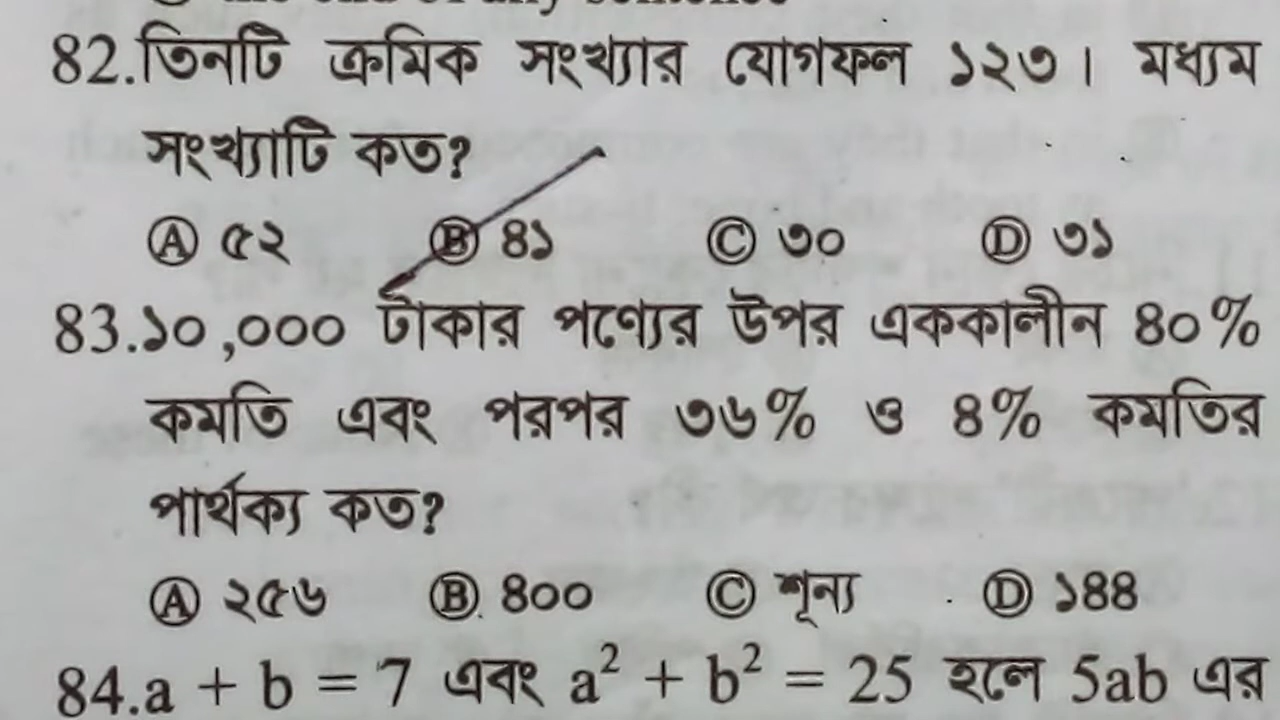 82.তিনটি ক্রমিক সংখ্যার যোগফল ১২৩। মধ্যম
সংখ্যাটি কত?
Ⓐ ৫২ Ⓑ ৪১ Ⓒ ৩০ Ⓓ ৩১
83.১০,০০০ টাকার পণ্যের উপর এককালীন ৪০%
কমতি এবং পরপর ৩৬% ও ৪% কমতির
পার্থক্য কত?
Ⓐ ২৫৬ Ⓑ ৪০০ Ⓒ শূন্য Ⓓ ১৪৪
84.a + b = 7 এবং a² + b² = 25 হলে 5ab এর